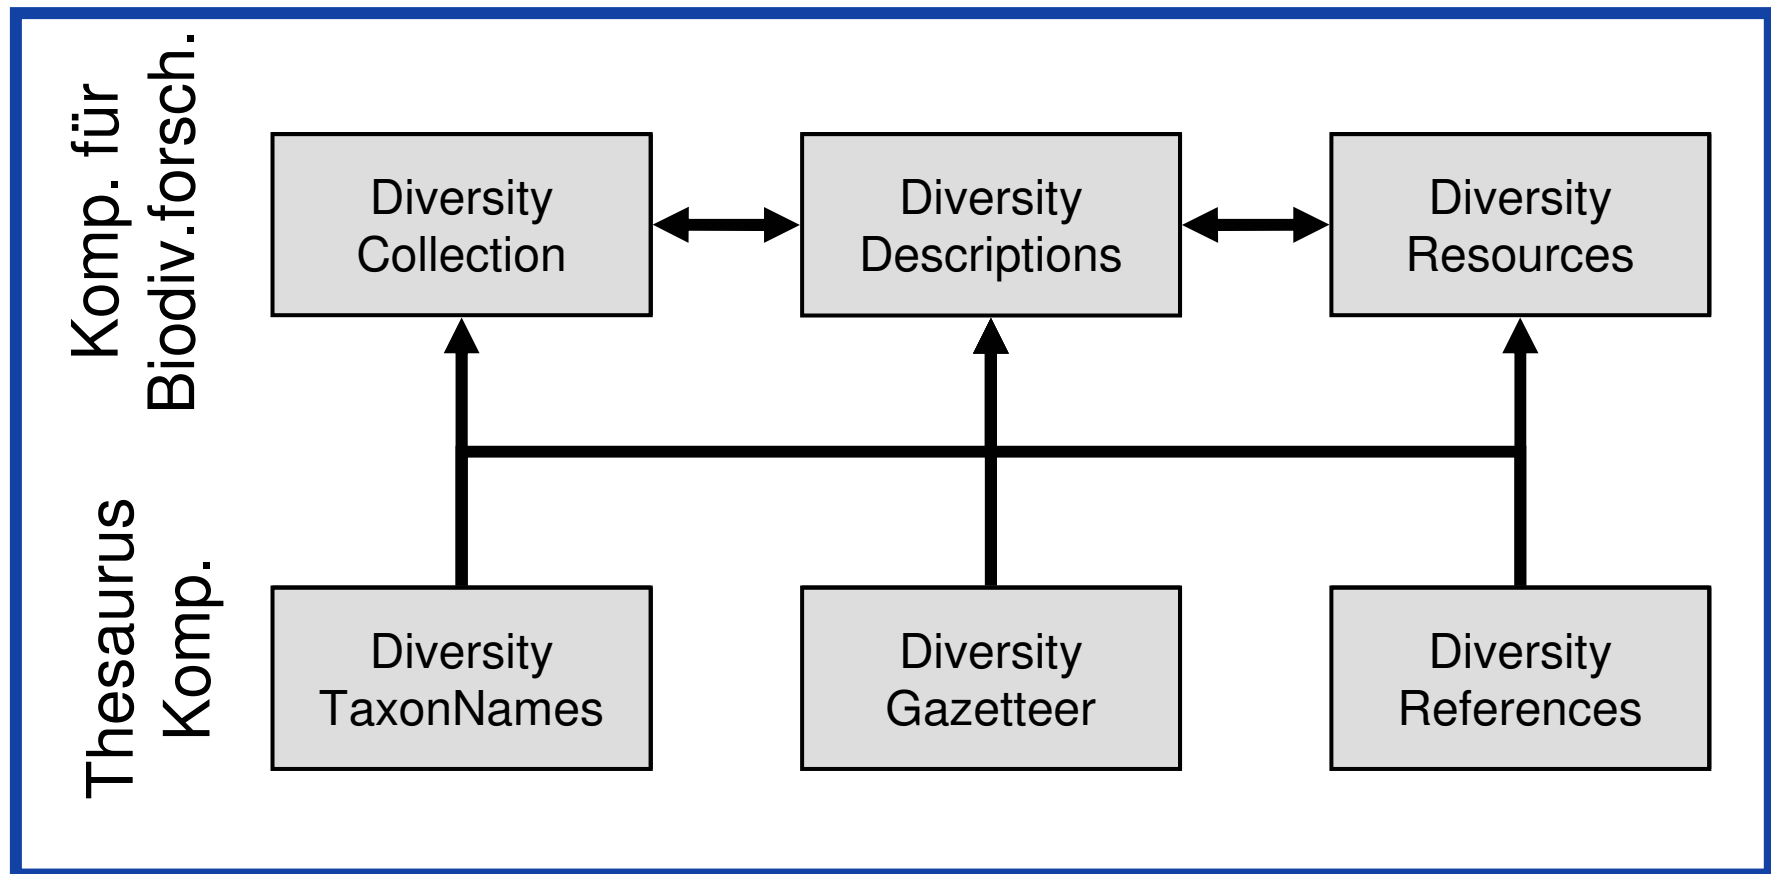 Komp. für
Biodiv.forsch.
Diversity
Collection
Diversity
Descriptions
Diversity
Resources
Thesaurus
Komp.
Diversity
TaxonNames
Diversity
Gazetteer
Diversity
References